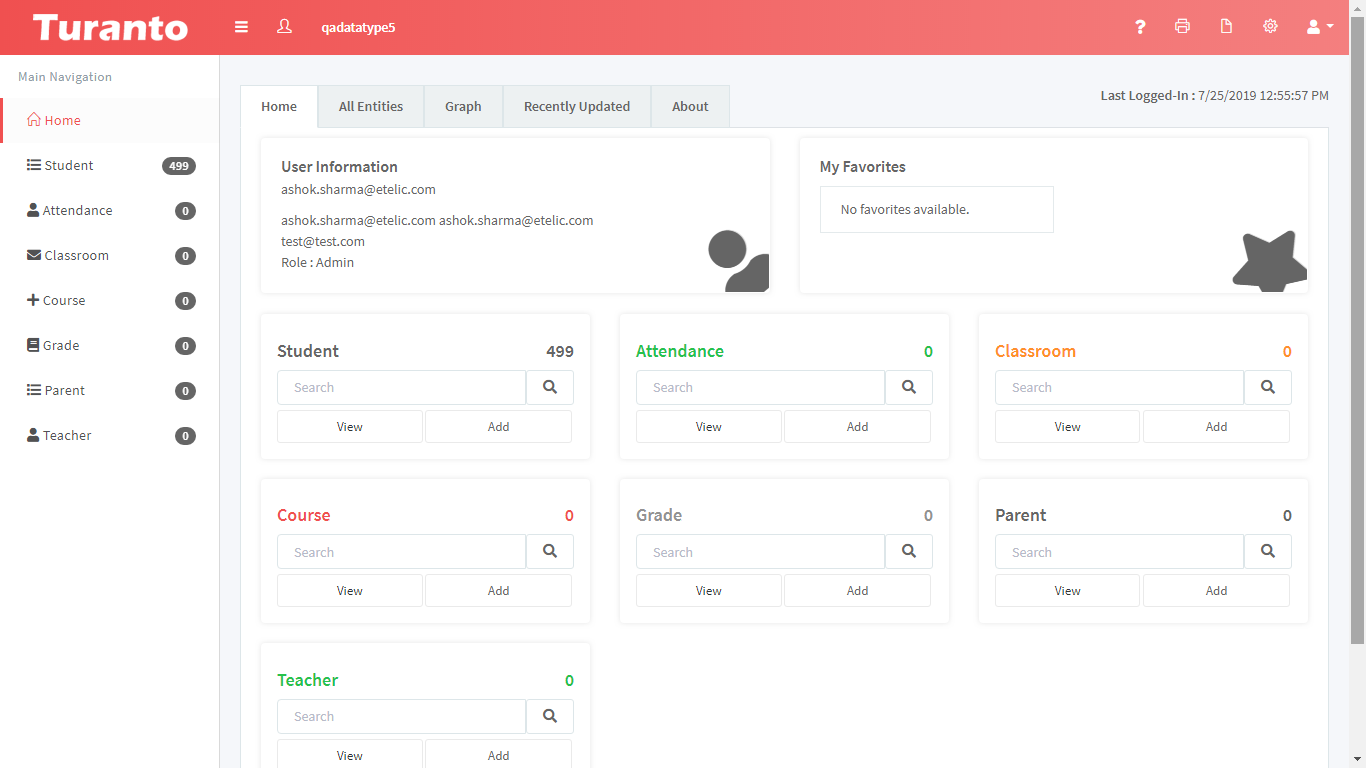 Turanto
qadatatype5
Main Navigation
Home
Student 499
Attendance 0
Classroom 0
Course 0
Grade 0
Parent 0
Teacher 0
Home All Entities Graph Recently Updated About
Last Logged-In : 7/25/2019 12:55:57 PM
User Information
ashok.sharma@etelic.com
ashok.sharma@etelic.com ashok.sharma@etelic.com
test@test.com
Role : Admin
My Favorites
No favorites available.
Student 499
Search
View Add
Attendance 0
Search
View Add
Classroom 0
Search
View Add
Course 0
Search
View Add
Grade 0
Search
View Add
Parent 0
Search
View Add
Teacher 0
Search
View Add